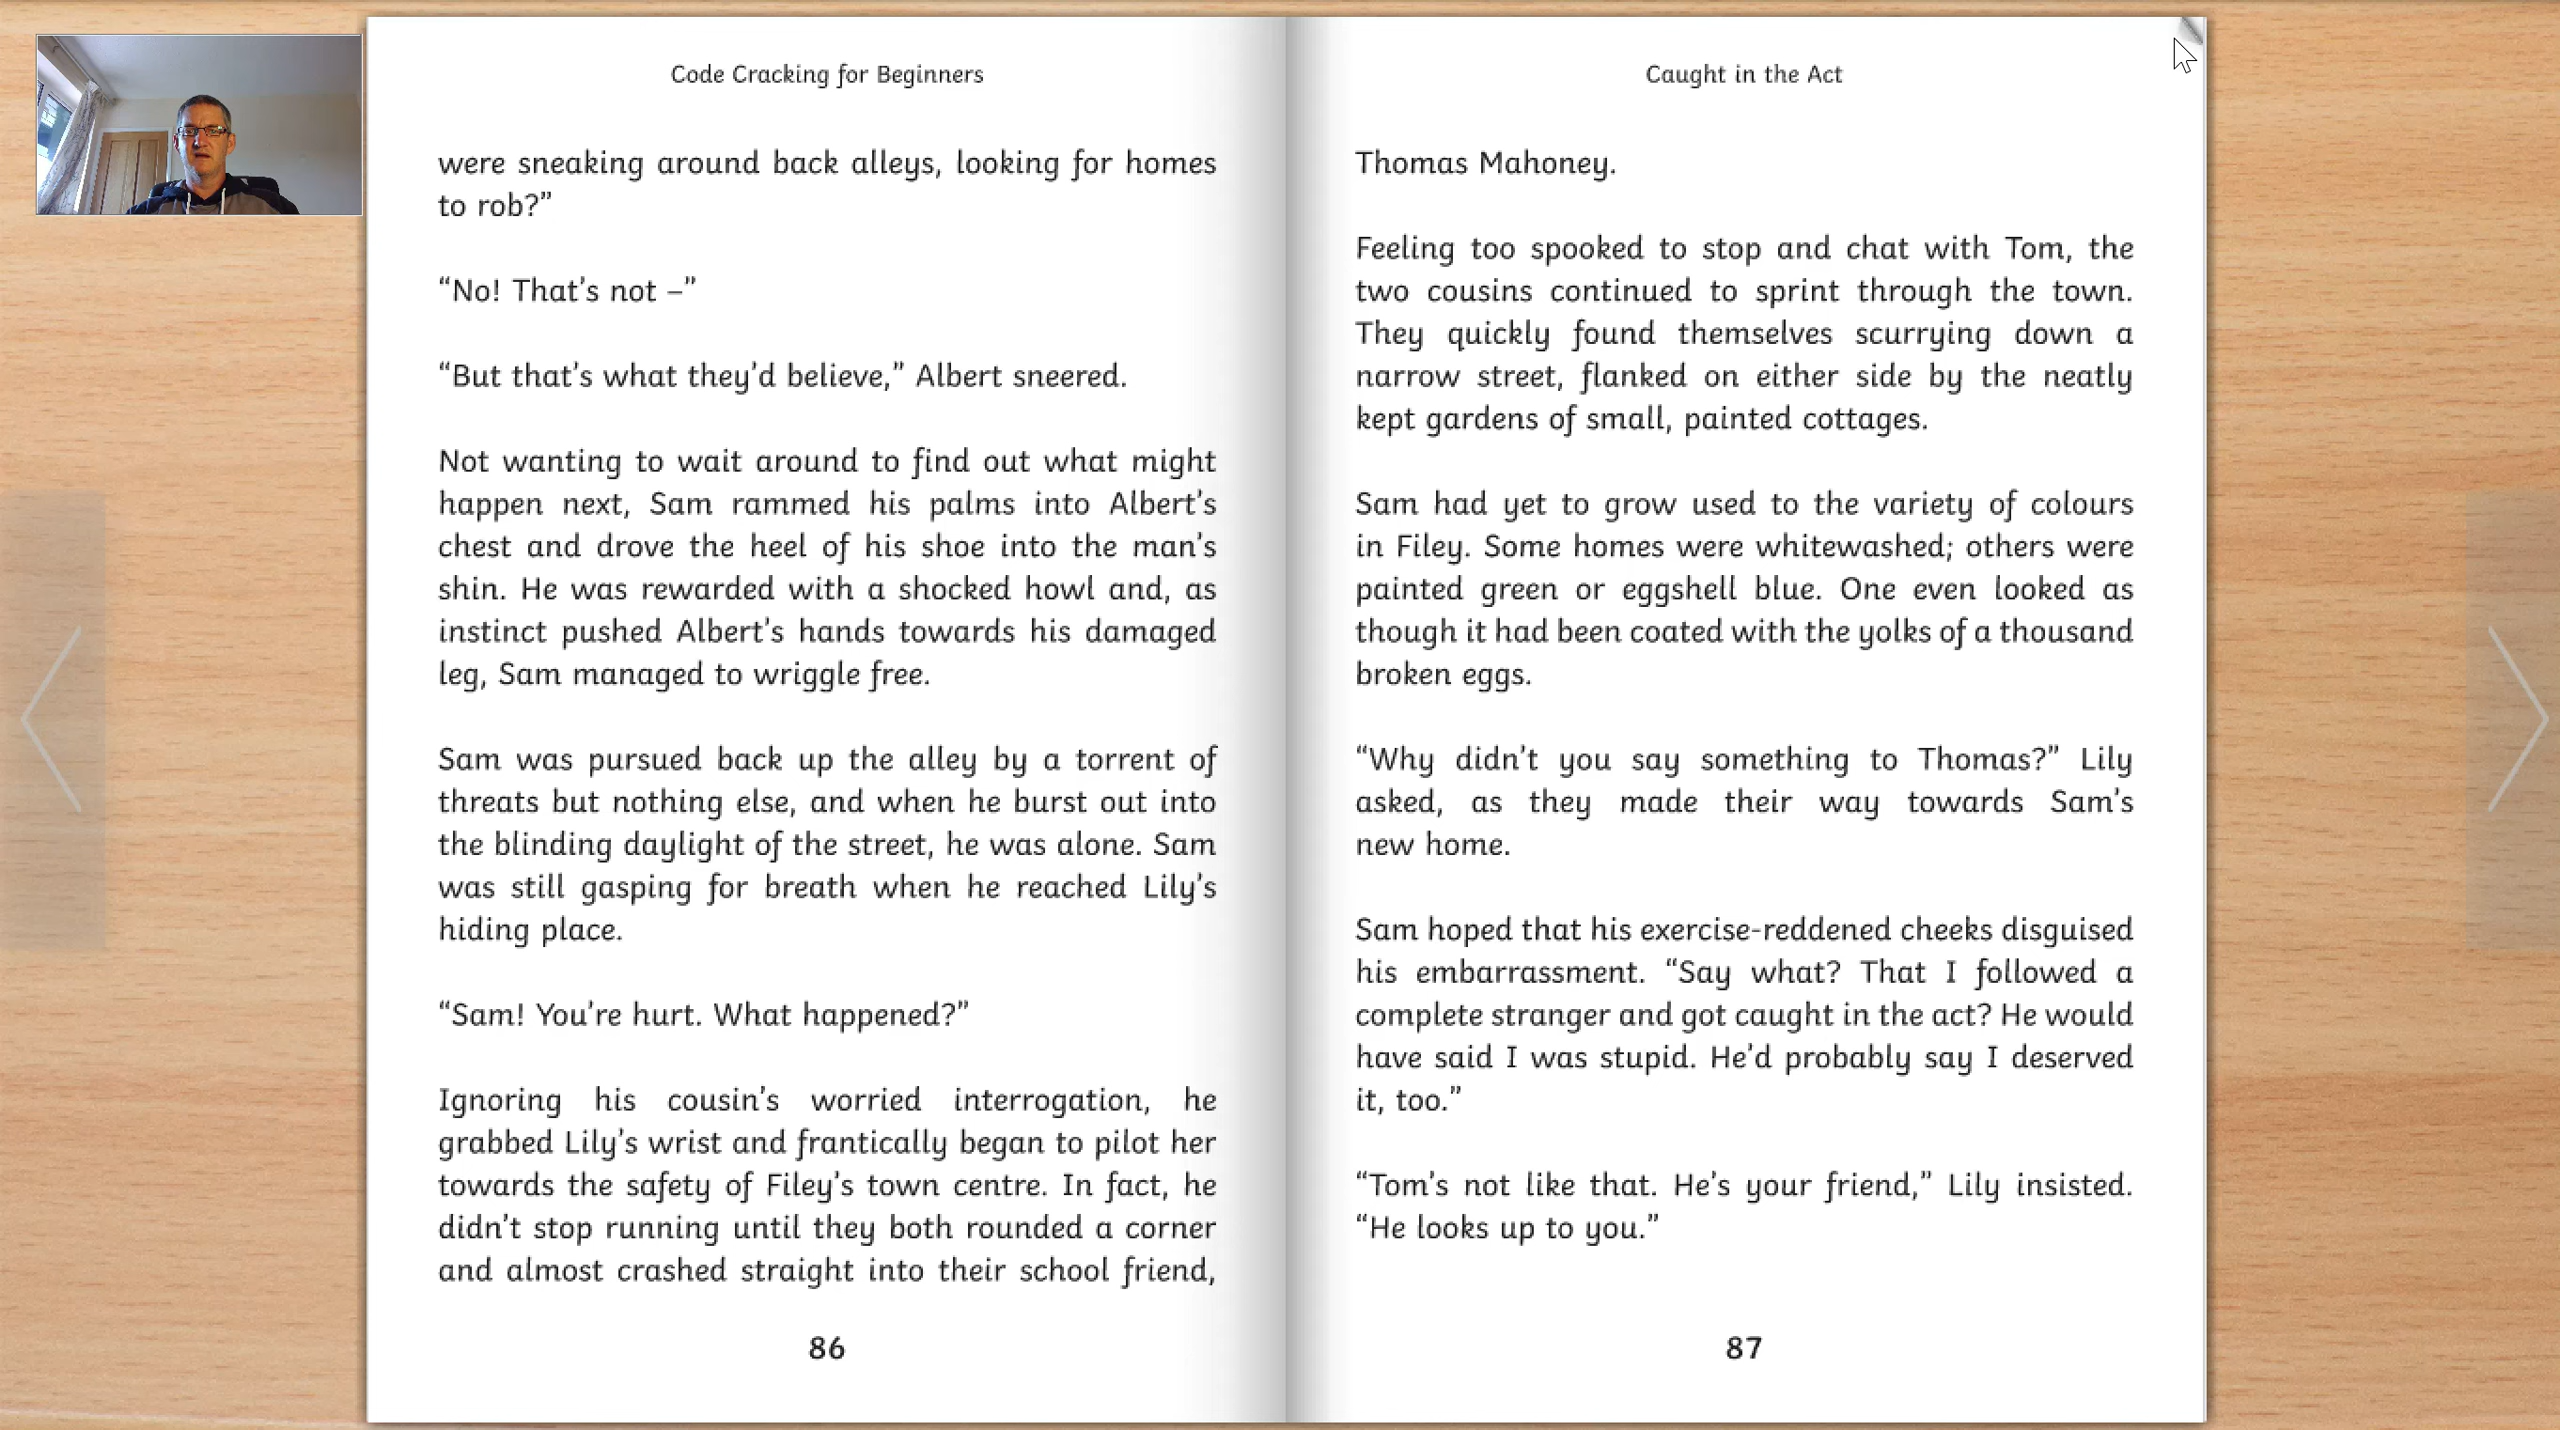 Code Cracking for Beginners
were sneaking around back alleys, looking for homes
to rob?”
“No! That’s not –”
“But that’s what they’d believe,” Albert sneered.
Not wanting to wait around to find out what might
happen next, Sam rammed his palms into Albert’s
chest and drove the heel of his shoe into the man’s
shin. He was rewarded with a shocked howl and, as
instinct pushed Albert’s hands towards his damaged
leg, Sam managed to wriggle free.
Sam was pursued back up the alley by a torrent of
threats but nothing else, and when he burst out into
the blinding daylight of the street, he was alone. Sam
was still gasping for breath when he reached Lily’s
hiding place.
“Sam! You’re hurt. What happened?”
Ignoring his cousin’s worried interrogation, he
grabbed Lily’s wrist and frantically began to pilot her
towards the safety of Filey’s town centre. In fact, he
didn’t stop running until they both rounded a corner
and almost crashed straight into their school friend,
86
Caught in the Act
Thomas Mahoney.
Feeling too spooked to stop and chat with Tom, the
two cousins continued to sprint through the town.
They quickly found themselves scurrying down a
narrow street, flanked on either side by the neatly
kept gardens of small, painted cottages.
Sam had yet to grow used to the variety of colours
in Filey. Some homes were whitewashed; others were
painted green or eggshell blue. One even looked as
though it had been coated with the yolks of a thousand
broken eggs.
“Why didn’t you say something to Thomas?” Lily
asked, as they made their way towards Sam’s
new home.
Sam hoped that his exercise-reddened cheeks disguised
his embarrassment. “Say what? That I followed a
complete stranger and got caught in the act? He would
have said I was stupid. He’d probably say I deserved
it, too.”
“Tom’s not like that. He’s your friend,” Lily insisted.
“He looks up to you.”
87